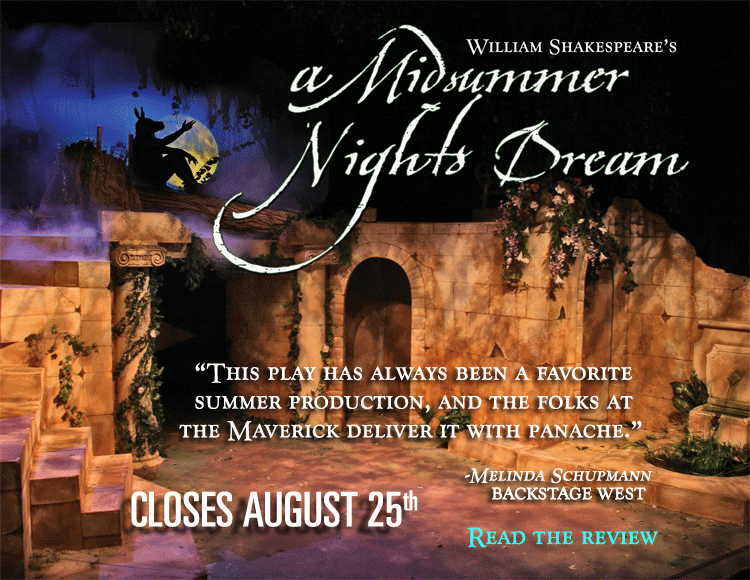 William Shakespeare's
a Midsummer
Nights Dream
"This play has always been a favorite
summer production, and the folks at
the Maverick deliver it with panache."
-Melinda Schupmann
Backstage West
CLOSES AUGUST 25th
Read the review